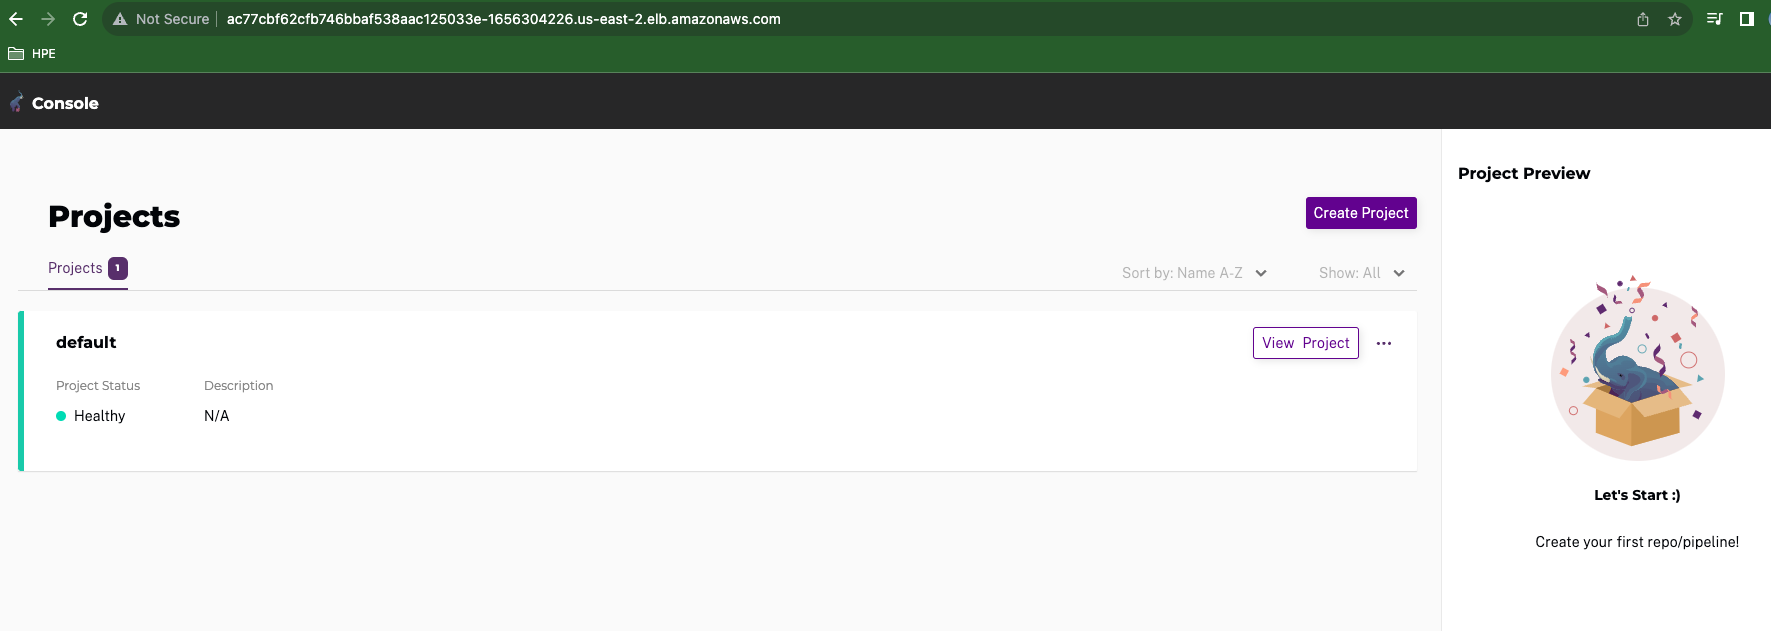 Not Secure ac77cbf62cfb746bbaf538aac125033e-1656304226.us-east-2.elb.amazonaws.com
HPE
Console
Project Preview
Projects
Create Project
Projects 1
Sort by: Name A-Z
Show: All
default
View Project
Project Status
Description
Healthy
N/A
Let's Start :)
Create your first repo/pipeline!